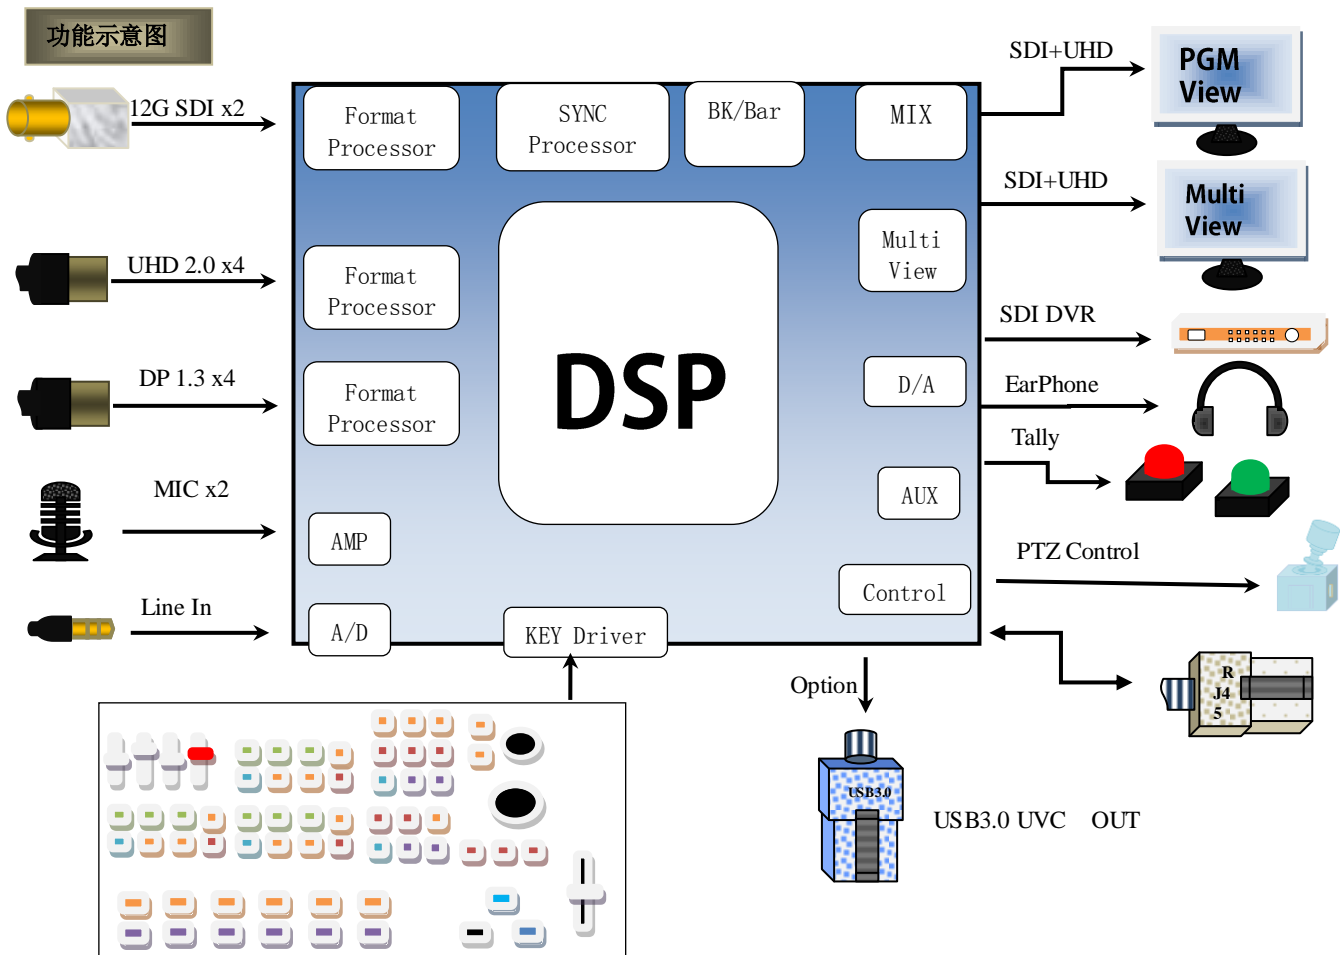 功能示意图
12G SDI x2
UHD 2.0 x4
DP 1.3 x4
MIC x2
Line In
Format
Processor
SYNC
Processor
BK/Bar
MIX
Format
Processor
Multi
View
Format
Processor
DSP
D/A
AUX
AMP
Control
A/D
KEY Driver
SDI+UHD
PGM
View
SDI+UHD
Multi
View
SDI DVR
EarPhone
Tally
PTZ Control
R
J4
5
Option
USB3.0
USB3.0 UVC OUT